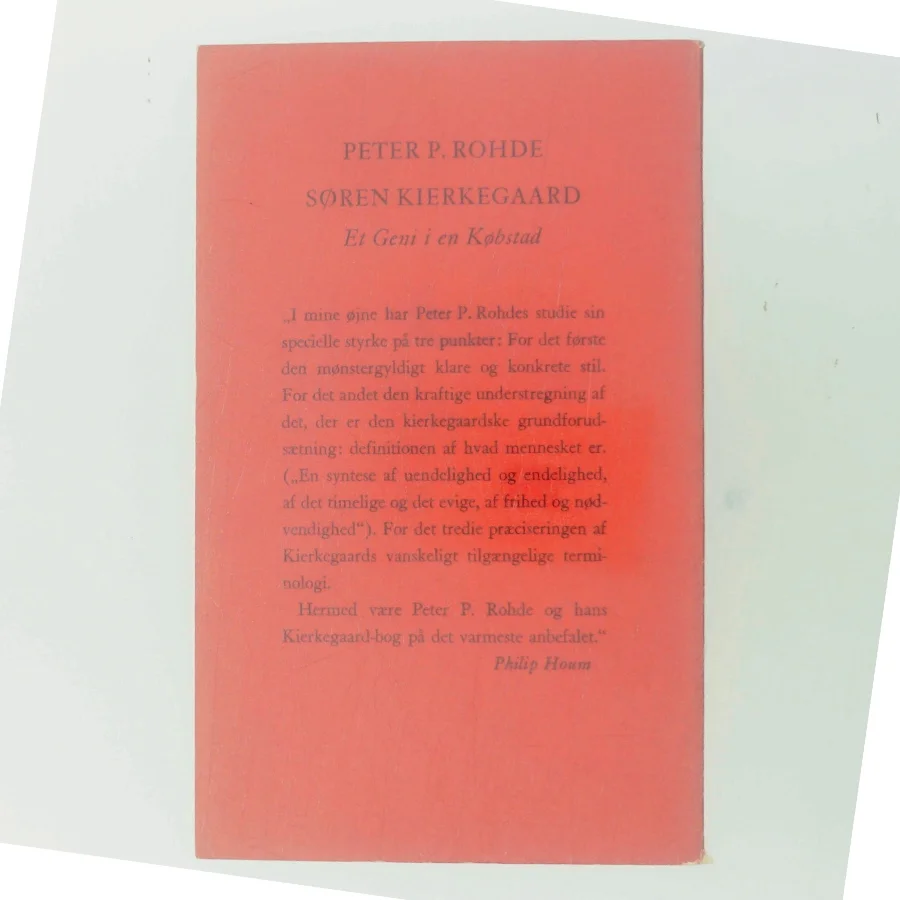 PETER P. ROHDE
SØREN KIERKEGAARD
Et Geni i en Købstad
„I mine øjne har Peter P. Rohdes studie sin
specielle styrke på tre punkter: For det første
den mønstergyldigt klare og konkrete stil.
For det andet den kraftige understregning af
det, der er den kierkegaardske grundforud-
sætning: definitionen af hvad mennesket er.
(„En syntese af uendelighed og endelighed,
af det timelige og det evige, af frihed og nød-
vendighed“). For det tredie præciseringen af
Kierkegaards vanskeligt tilgængelige termi-
nologi.
Hermed være Peter P. Rohde og hans
Kierkegaard-bog på det varmeste anbefalet.“
Philip Houm